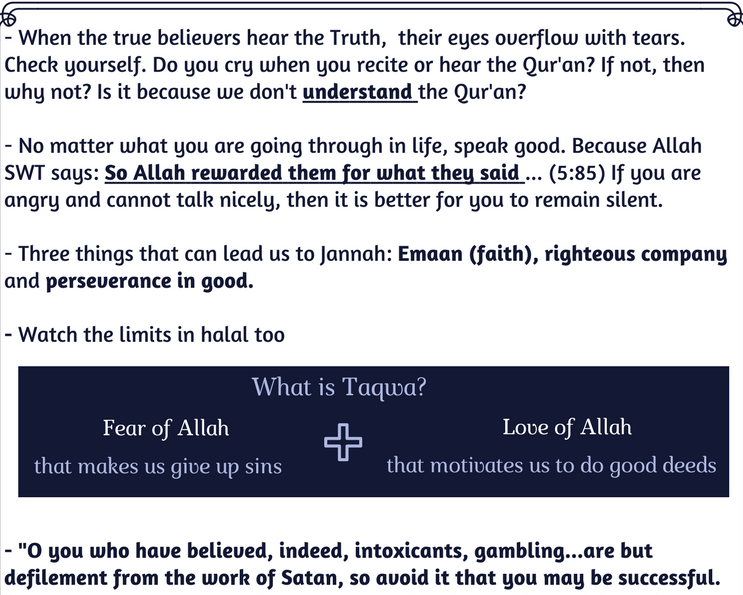 - When the true believers hear the Truth, their eyes overflow with tears.
Check yourself. Do you cry when you recite or hear the Qur'an? If not, then
why not? Is it because we don't understand the Qur'an?
- No matter what you are going through in life, speak good. Because Allah
SWT says: So Allah rewarded them for what they said ... (5:85) If you are
angry and cannot talk nicely, then it is better for you to remain silent.
- Three things that can lead us to Jannah: Emaan (faith), righteous company
and perseverance in good.
- Watch the limits in halal too
What is Taqwa?
Fear of Allah
that makes us give up sins
Love of Allah
that motivates us to do good deeds
- "O you who have believed, indeed, intoxicants, gambling...are but
defilement from the work of Satan, so avoid it that you may be successful.